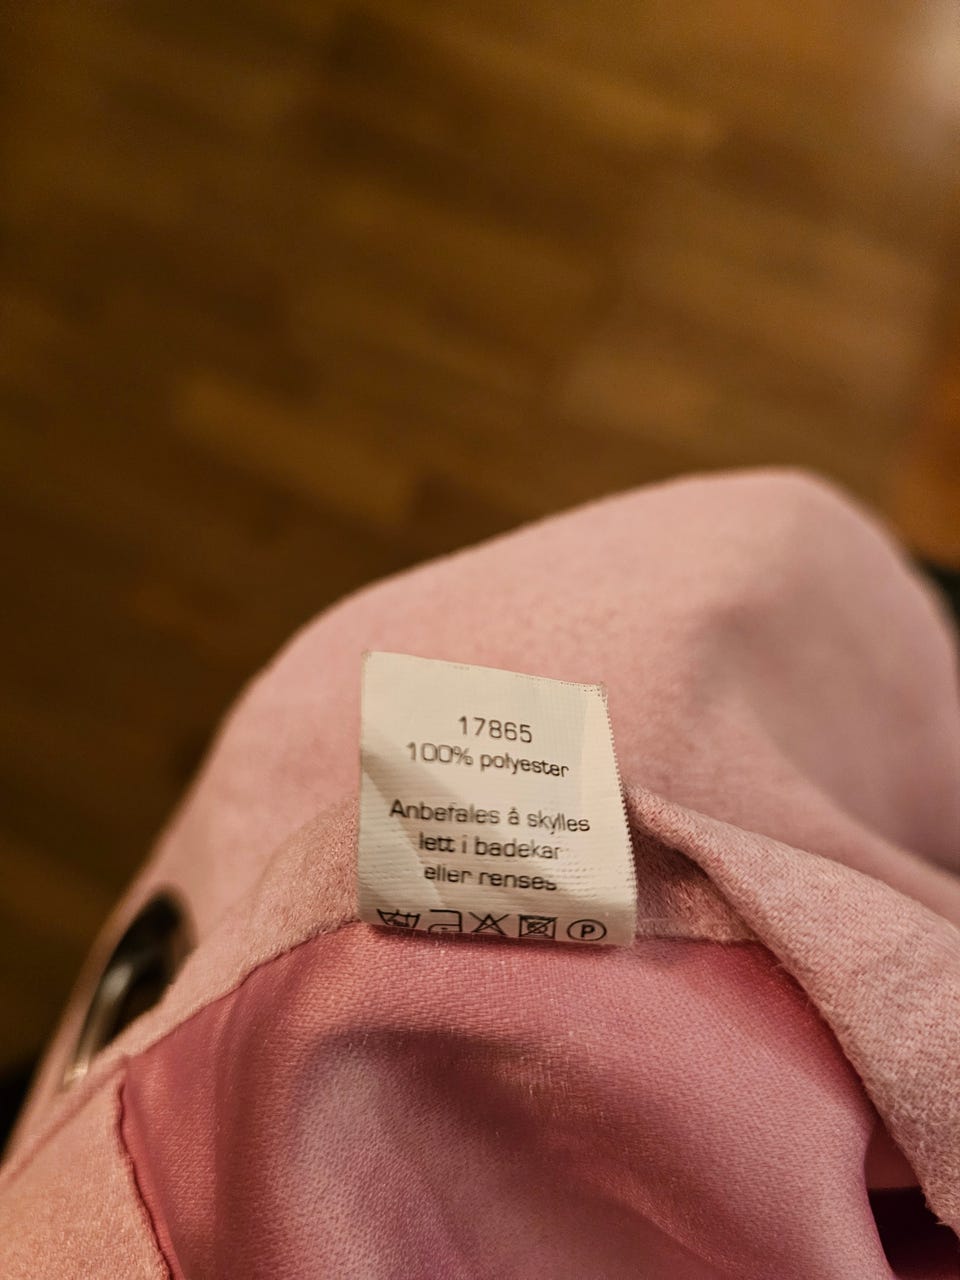 17865
100% polyester
Anbefales å skylles
lett i badekar
eller renses
P